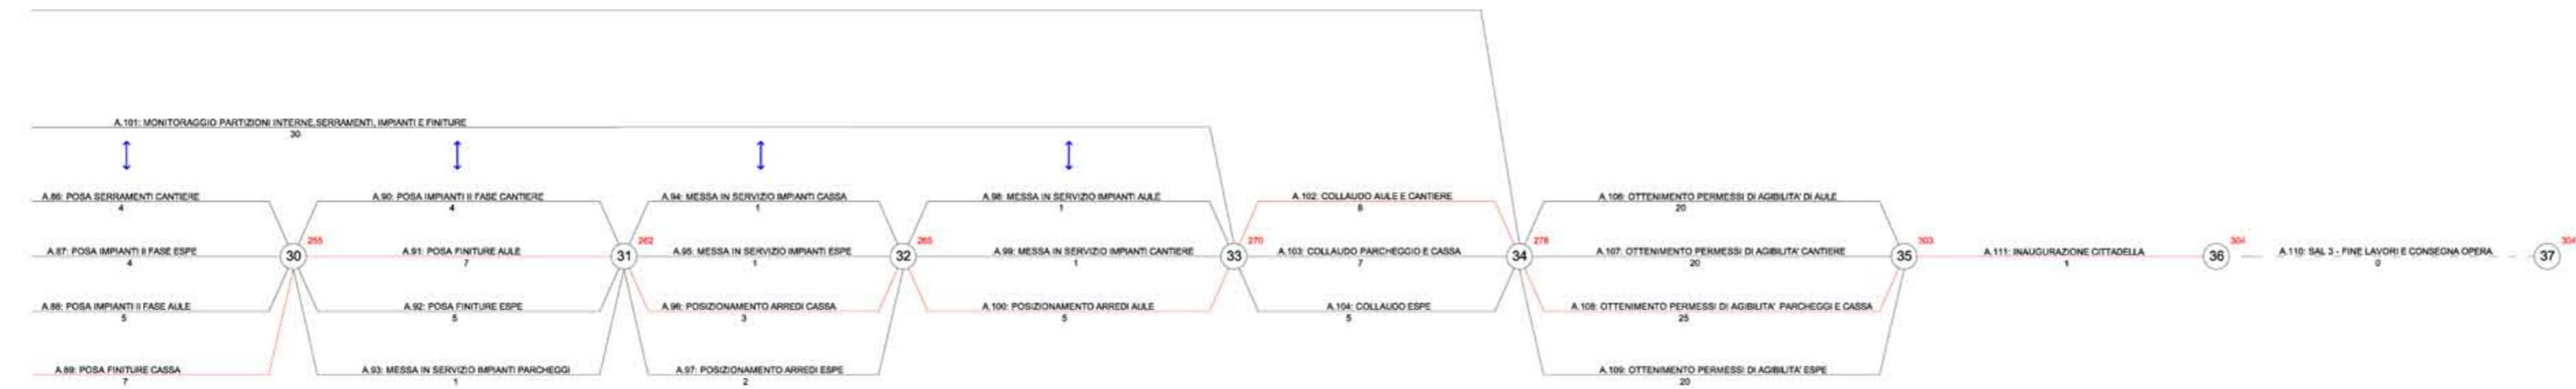 A.101: MONITORAGGIO PARTIZIONI INTERNE,SERRAMENTI, IMPIANTI E FINITURE
30
A.86: POSA SERRAMENTI CANTIERE
4
A.90: POSA IMPIANTI II FASE CANTIERE
4
A.94: MESSA IN SERVIZIO IMPIANTI CASSA
1
A.98: MESSA IN SERVIZIO IMPIANTI AULE
1
A.102: COLLAUDO AULE E CANTIERE
8
A.106: OTTENIMENTO PERMESSI DI AGIBILITA' DI AULE
20
A.87: POSA IMPIANTI II FASE ESPE
4
30
255
A.91: POSA FINITURE AULE
7
31
262
A.95: MESSA IN SERVIZIO IMPIANTI ESPE
1
32
265
A.99: MESSA IN SERVIZIO IMPIANTI CANTIERE
1
33
270
A.103: COLLAUDO PARCHEGGIO E CASSA
7
34
278
A.107: OTTENIMENTO PERMESSI DI AGIBILITA' CANTIERE
20
35
303
A.111: INAUGURAZIONE CITTADELLA
1
36
304
A.110: SAL 3 - FINE LAVORI E CONSEGNA OPERA
0
37
304
A.88: POSA IMPIANTI II FASE AULE
5
A.92: POSA FINITURE ESPE
5
A.96: POSIZIONAMENTO ARREDI CASSA
3
A.100: POSIZIONAMENTO ARREDI AULE
5
A.104: COLLAUDO ESPE
5
A.108: OTTENIMENTO PERMESSI DI AGIBILITA' PARCHEGGI E CASSA
25
A.89: POSA FINITURE CASSA
7
A.93: MESSA IN SERVIZIO IMPIANTI PARCHEGGI
1
A.97: POSIZIONAMENTO ARREDI ESPE
2
A.109: OTTENIMENTO PERMESSI DI AGIBILITA' ESPE
20